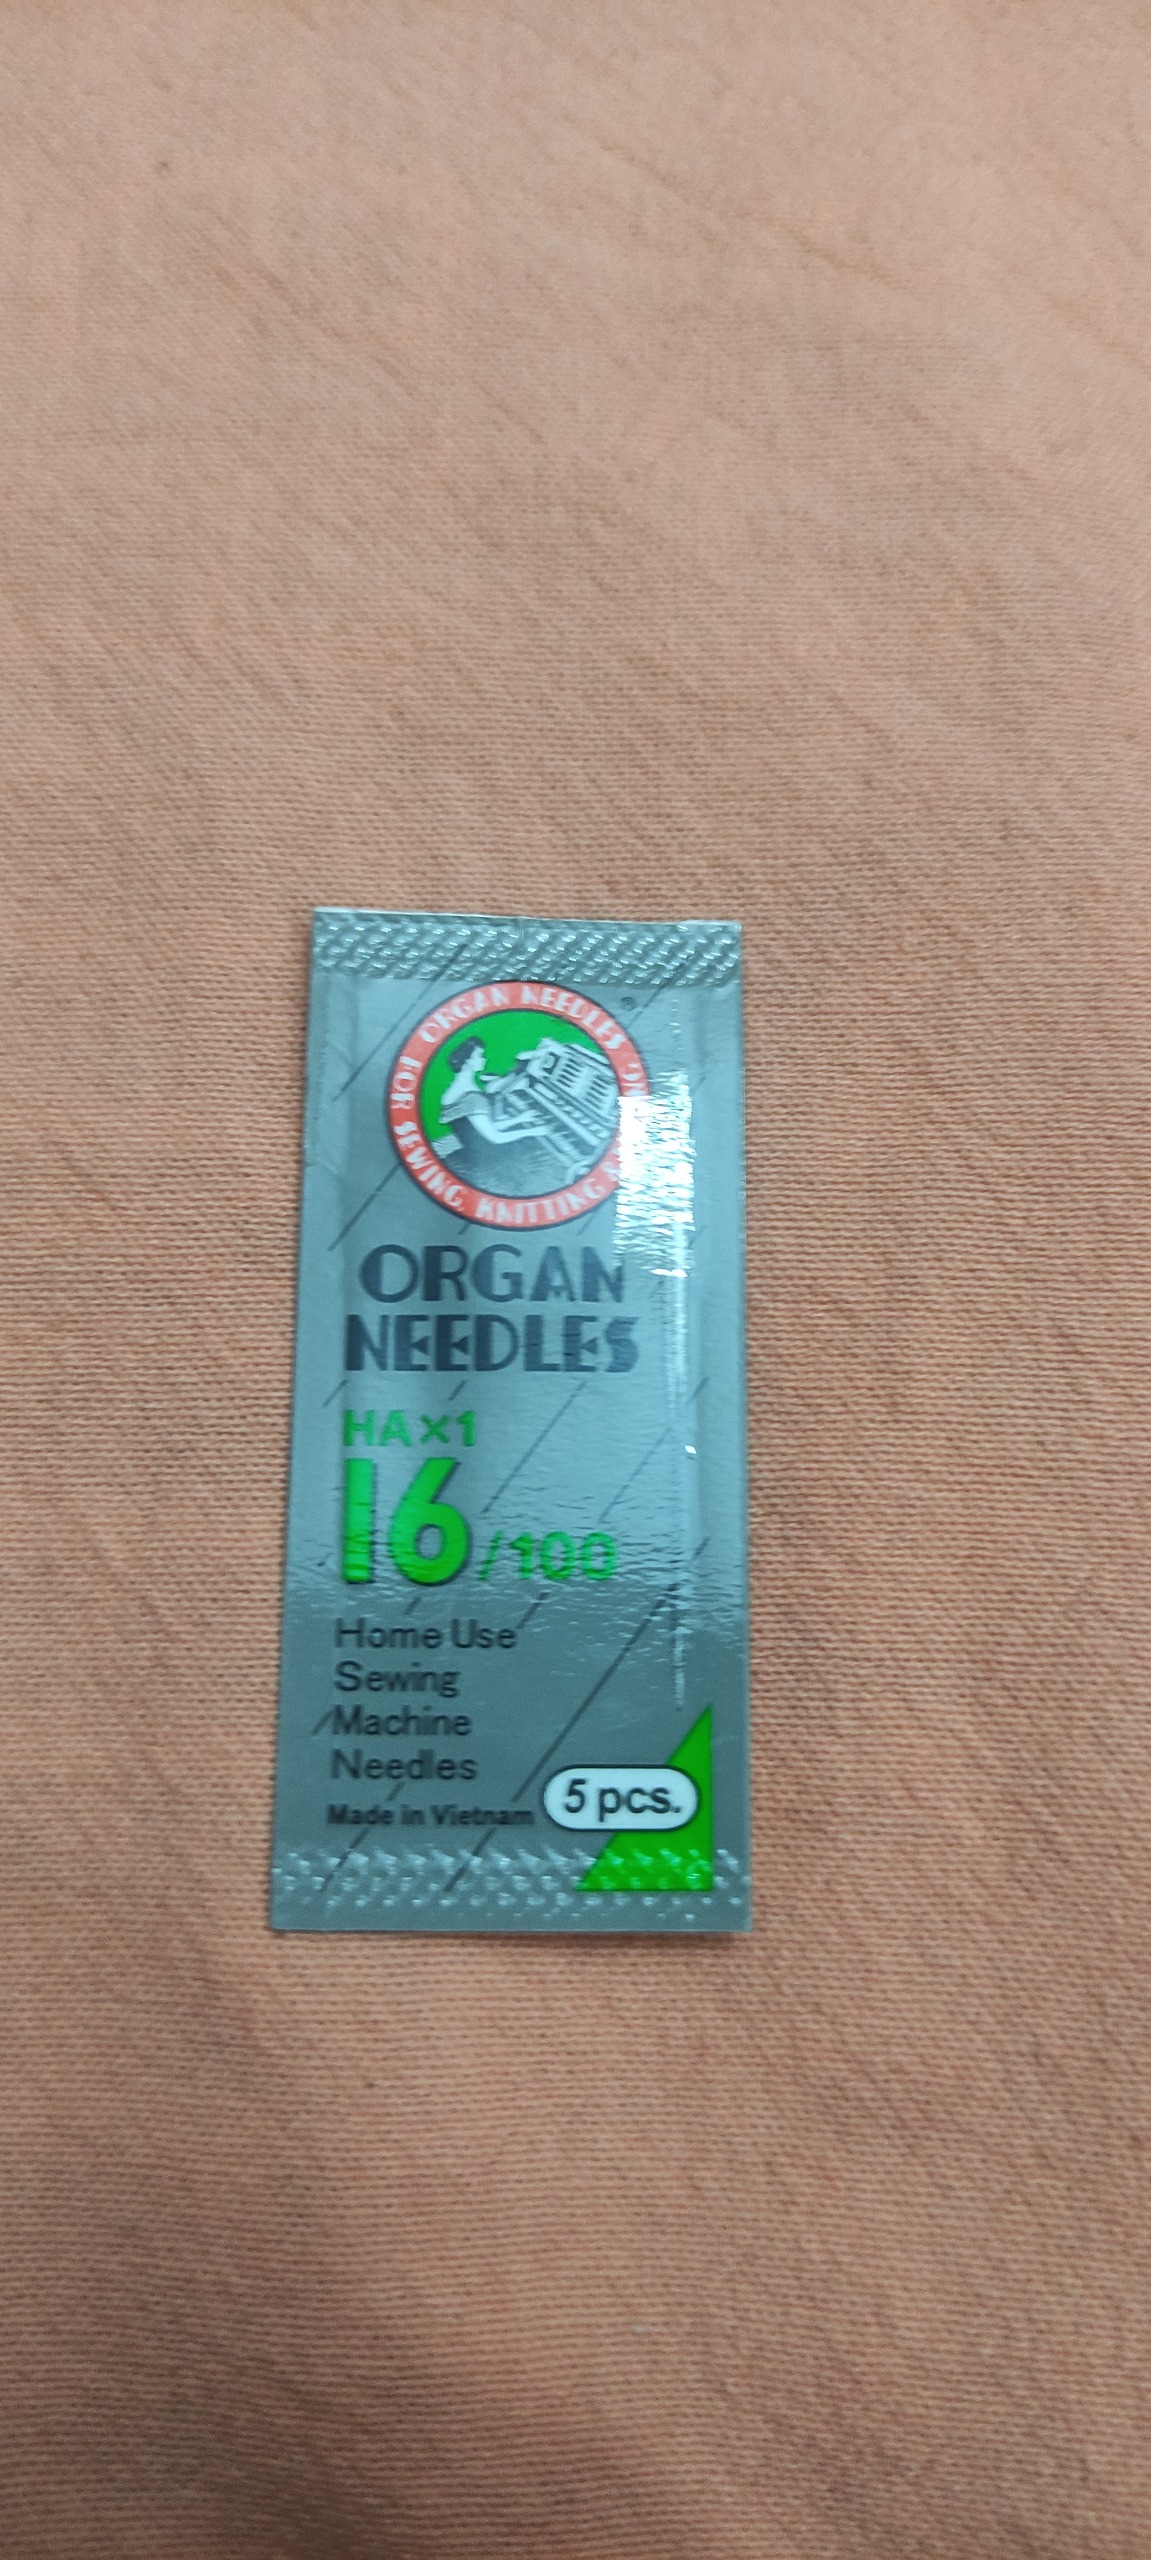 ORGAN NEEDLES
FOR SEWING, KNITTING
®
ORGAN
NEEDLES
HA×1
16/100
Home Use
Sewing
Machine
Needles
Made in Vietnam
5 pcs.